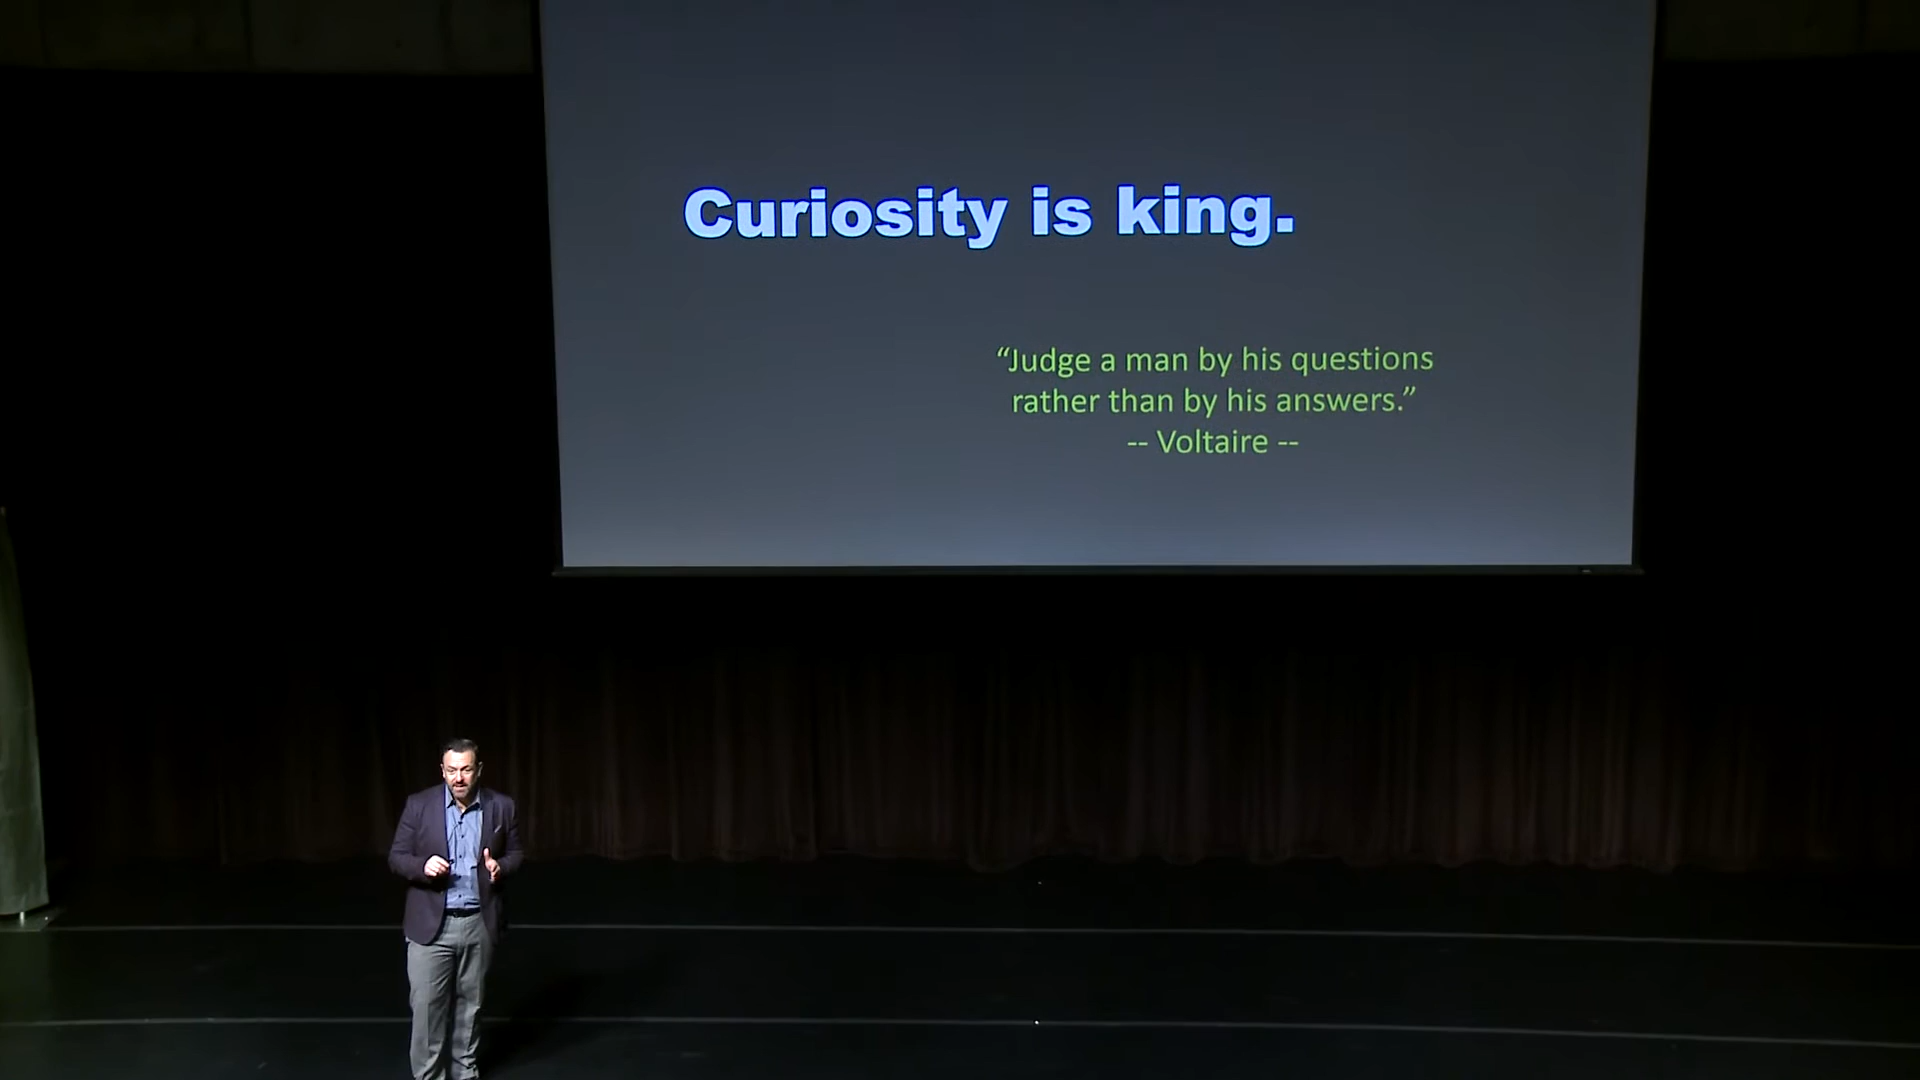 Curiosity is king.
“Judge a man by his questions
rather than by his answers.”
-- Voltaire --